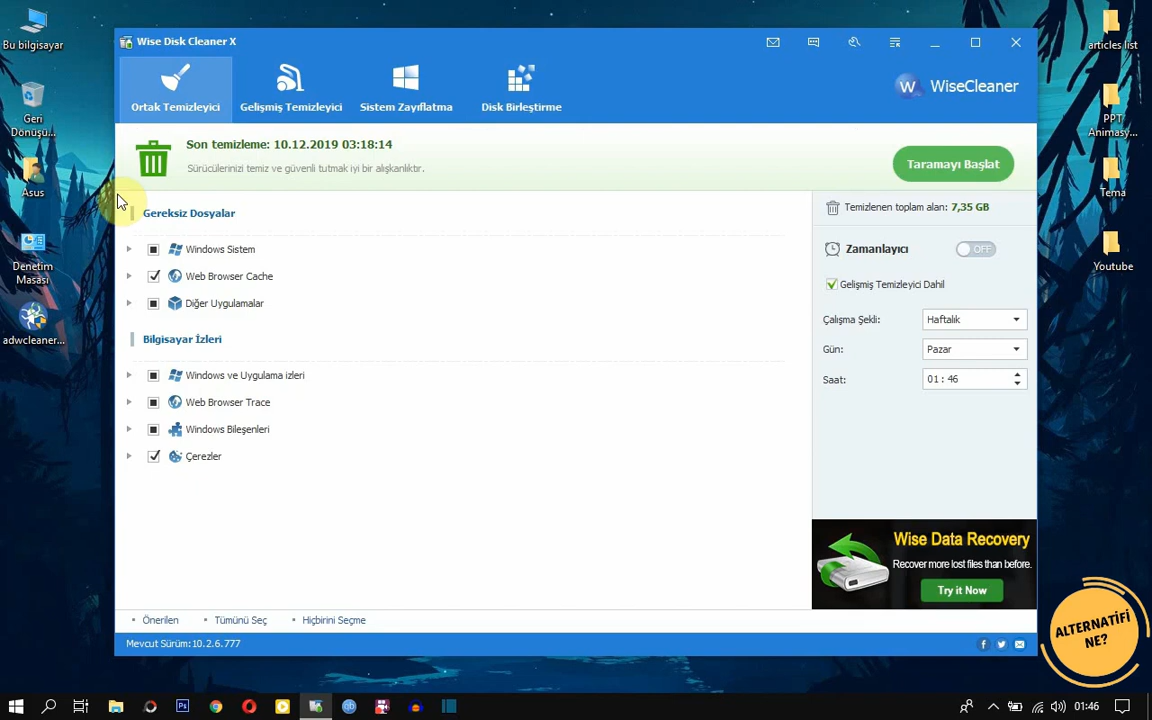 Bu bilgisayar
Geri
Dönüşü...
Asus
Denetim
Masası
adwcleaner...
Wise Disk Cleaner X
Ortak Temizleyici
Gelişmiş Temizleyici
Sistem Zayıflatma
Disk Birleştirme
W WiseCleaner
Son temizleme: 10.12.2019 03:18:14
Sürücülerinizi temiz ve güvenli tutmak iyi bir alışkanlıktır.
Taramayı Başlat
Gereksiz Dosyalar
Windows Sistem
Web Browser Cache
Diğer Uygulamalar
Bilgisayar İzleri
Windows ve Uygulama izleri
Web Browser Trace
Windows Bileşenleri
Çerezler
Temizlenen toplam alan: 7,35 GB
Zamanlayıcı
OFF
Gelişmiş Temizleyici Dahil
Çalışma Şekli: Haftalık
Gün: Pazar
Saat: 01 : 46
Wise Data Recovery
Recover more lost files than before.
Try it Now
Önerilen
Tümünü Seç
Hiçbirini Seçme
Mevcut Sürüm:10.2.6.777
articles list
PPT
Animasy...
Tema
Youtube
ALTERNATİFİ
NE?
Ps
qb
01:46